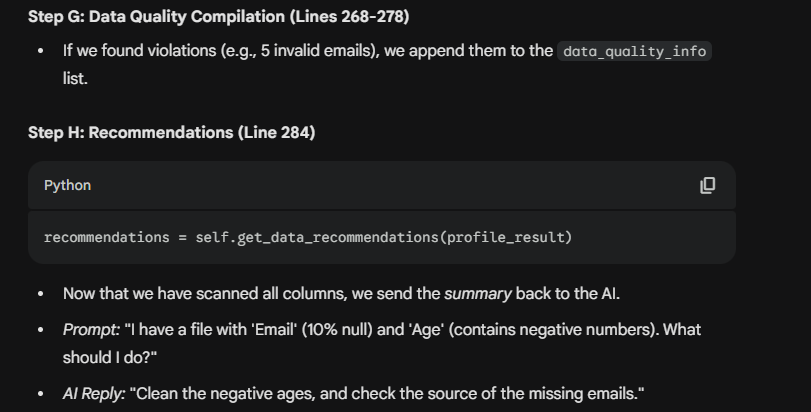 Step G: Data Quality Compilation (Lines 268-278)
• If we found violations (e.g., 5 invalid emails), we append them to the data_quality_info
list.
Step H: Recommendations (Line 284)
Python
recommendations = self.get_data_recommendations(profile_result)
• Now that we have scanned all columns, we send the summary back to the AI.
• Prompt: "I have a file with 'Email' (10% null) and 'Age' (contains negative numbers). What
should I do?"
• AI Reply: "Clean the negative ages, and check the source of the missing emails."